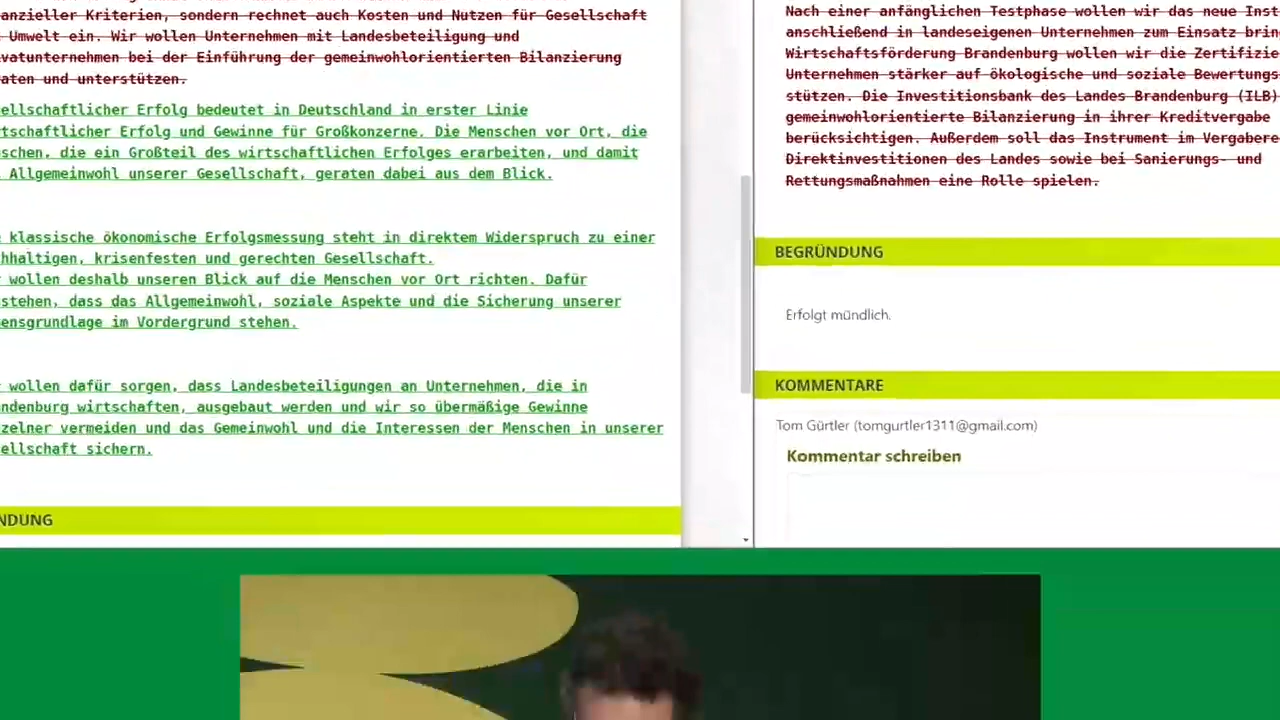 anzieller Kriterien, sondern rechnet auch Kosten und Nutzen für Gesellschaft
Umwelt ein. Wir wollen Unternehmen mit Landesbeteiligung und
vatunternehmen bei der Einführung der gemeinwohlorientierten Bilanzierung
aten und unterstützen.
ellschaftlicher Erfolg bedeutet in Deutschland in erster Linie
tschaftlicher Erfolg und Gewinne für Großkonzerne. Die Menschen vor Ort, die
schen, die ein Großteil des wirtschaftlichen Erfolges erarbeiten, und damit
Allgemeinwohl unserer Gesellschaft, geraten dabei aus dem Blick.
klassische ökonomische Erfolgsmessung steht in direktem Widerspruch zu einer
hhaltigen, krisenfesten und gerechten Gesellschaft.
wollen deshalb unseren Blick auf die Menschen vor Ort richten. Dafür
stehen, dass das Allgemeinwohl, soziale Aspekte und die Sicherung unserer
ensgrundlage im Vordergrund stehen.
wollen dafür sorgen, dass Landesbeteiligungen an Unternehmen, die in
ndenburg wirtschaften, ausgebaut werden und wir so übermäßige Gewinne
zelner vermeiden und das Gemeinwohl und die Interessen der Menschen in unserer
ellschaft sichern.
NDUNG
Nach einer anfänglichen Testphase wollen wir das neue Inst
anschließend in landeseigenen Unternehmen zum Einsatz brin
Wirtschaftsförderung Brandenburg wollen wir die Zertifizie
Unternehmen stärker auf ökologische und soziale Bewertungs
stützen. Die Investitionsbank des Landes Brandenburg (ILB)
gemeinwohlorientierte Bilanzierung in ihrer Kreditvergabe
berücksichtigen. Außerdem soll das Instrument im Vergabere
Direktinvestitionen des Landes sowie bei Sanierungs- und
Rettungsmaßnahmen eine Rolle spielen.
BEGRÜNDUNG
Erfolgt mündlich.
KOMMENTARE
Tom Gürtler (tomgurtler1311@gmail.com)
Kommentar schreiben